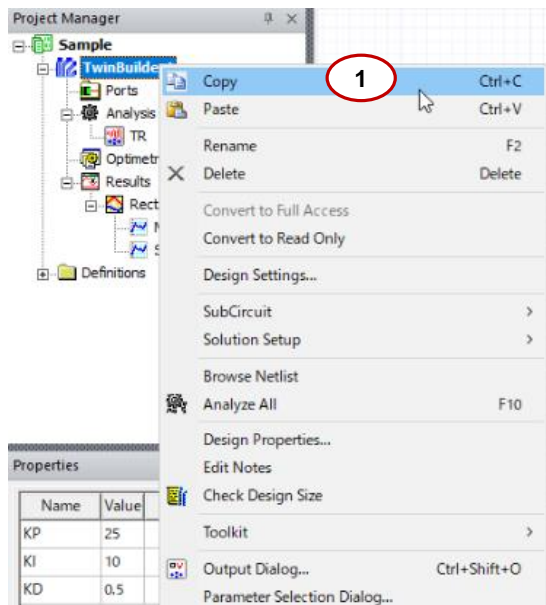 Project Manager
Sample
TwinBuilder
Copy
1
Ctrl+C
Ports
Paste
Ctrl+V
Analysis
TR
Rename
F2
Optimetr
Delete
Delete
Results
Rect
Convert to Full Access
Convert to Read Only
Definitions
Design Settings...
SubCircuit
Solution Setup
Browse Netlist
Analyze All
F10
Design Properties...
Properties
Edit Notes
Check Design Size
Name
Value
KP
25
Toolkit
KI
10
Output Dialog...
Ctrl+Shift+O
KD
0.5
Parameter Selection Dialog...